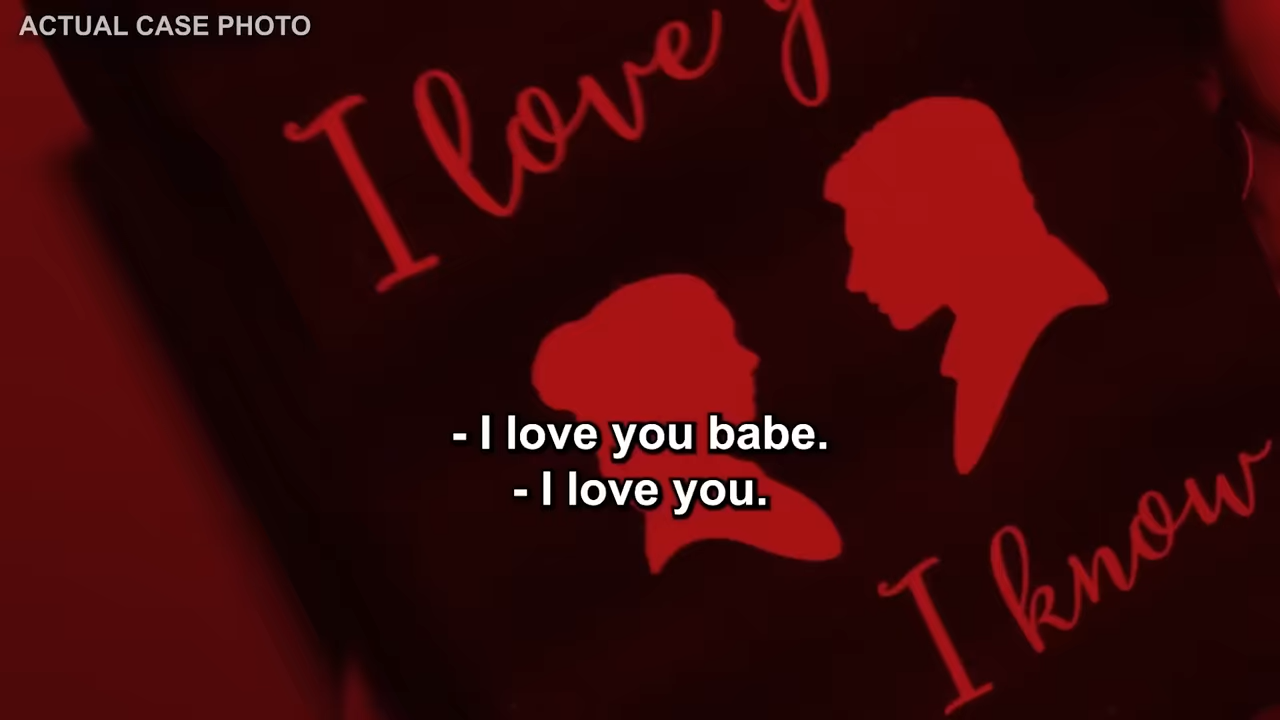 ACTUAL CASE PHOTO
I love y
- I love you babe.
- I love you.
I know